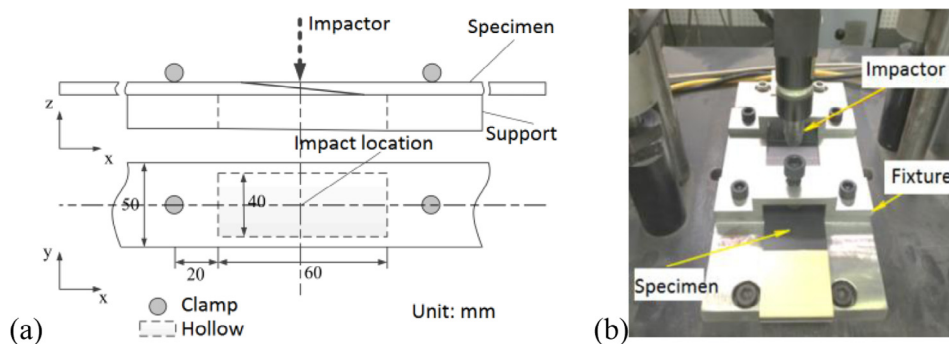 Impactor
Specimen
z
x
Support
Impact location
50
40
20
60
y
x
Clamp
Hollow
Unit: mm
(a)
Impactor
Fixture
Specimen
(b)